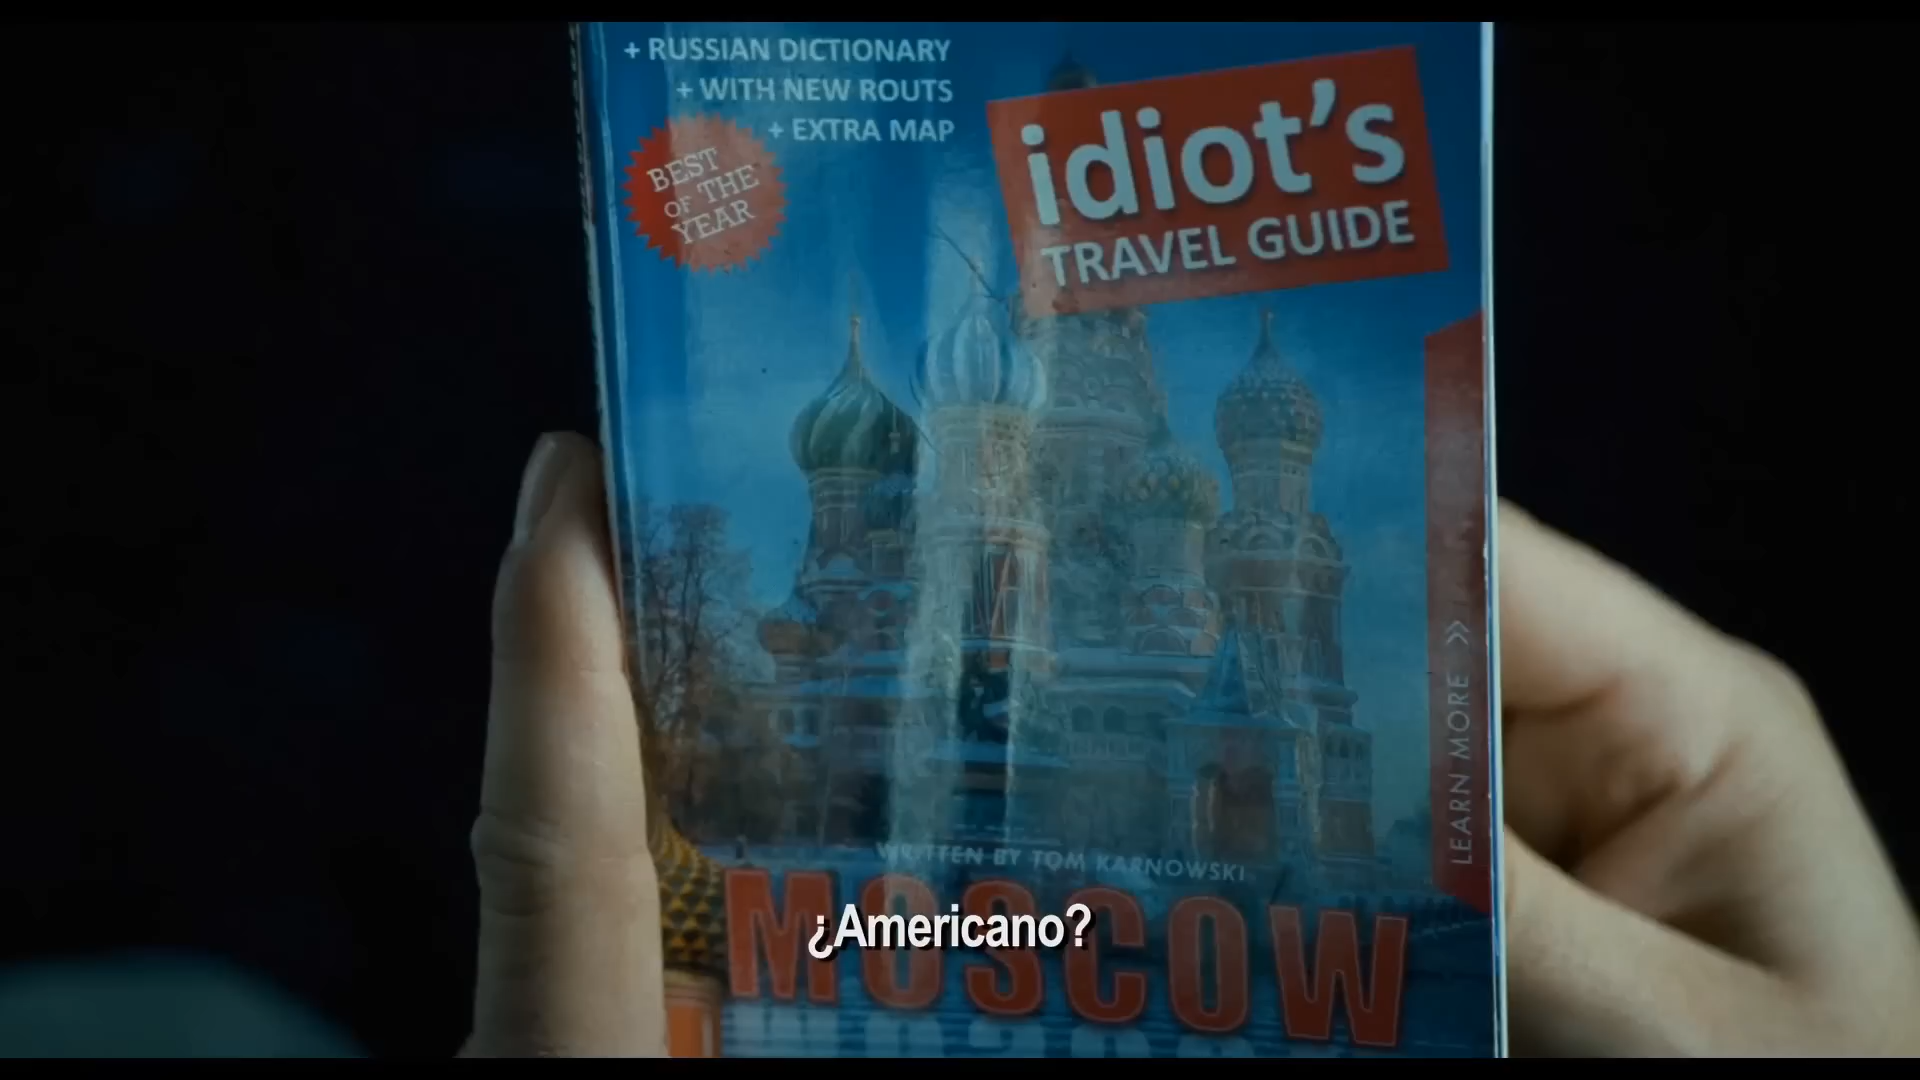 + RUSSIAN DICTIONARY
+ WITH NEW ROUTS
+ EXTRA MAP
BEST
OF THE
YEAR
idiot's
TRAVEL GUIDE
LEARN MORE >>
WRITTEN BY TOM KARNOWSKI
MOSCOW
¿Americano?